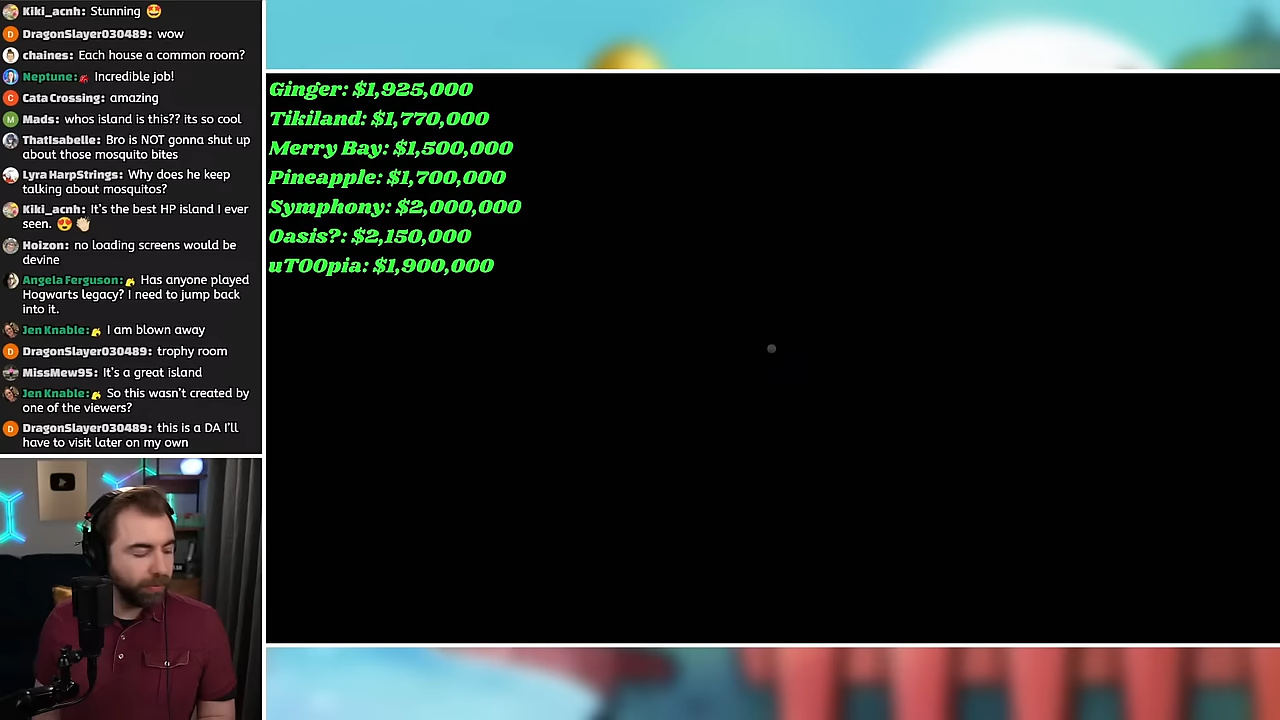 Kiki_acnh: Stunning 🤩
DragonSlayer030489: wow
chaines: Each house a common room?
Neptune: Incredible job!
Cata Crossing: amazing
Mads: whos island is this?? its so cool
ThatIsabelle: Bro is NOT gonna shut up
about those mosquito bites
Lyra HarpStrings: Why does he keep
talking about mosquitos?
Kiki_acnh: It's the best HP island I ever
seen. 😍 👏🏻
Hoizon: no loading screens would be
devine
Angela Ferguson: Has anyone played
Hogwarts legacy? I need to jump back
into it.
Jen Knable: I am blown away
DragonSlayer030489: trophy room
MissMew95: It's a great island
Jen Knable: So this wasn't created by
one of the viewers?
DragonSlayer030489: this is a DA I'll
have to visit later on my own
Ginger: $1,925,000
Tikiland: $1,770,000
Merry Bay: $1,500,000
Pineapple: $1,700,000
Symphony: $2,000,000
Oasis?: $2,150,000
uT00pia: $1,900,000